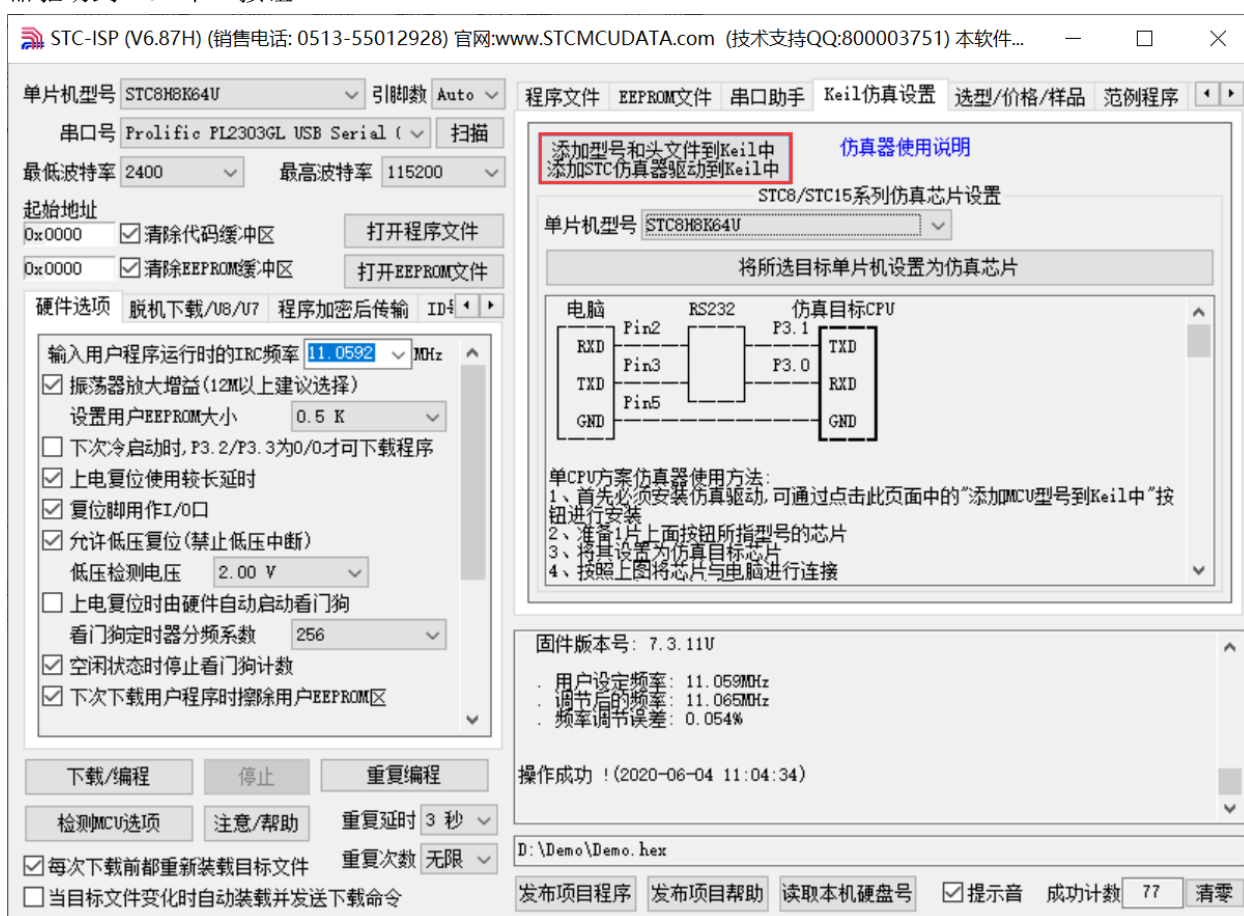 STC-ISP (V6.87H) (销售电话: 0513-55012928) 官网:www.STCMCUDATA.com (技术支持QQ:800003751) 本软件...
单片机型号 STC8H8K64U 引脚数 Auto
串口号 Prolific PL2303GL USB Serial ( 扫描
最低波特率 2400 最高波特率 115200
起始地址
0x0000 清除代码缓冲区 打开程序文件
0x0000 清除EEPROM缓冲区 打开EEPROM文件
硬件选项 脱机下载/U8/U7 程序加密后传输
输入用户程序运行时的IRC频率 11.0592 MHz
振荡器放大增益(12M以上建议选择)
设置用户EEPROM大小 0.5 K
下次冷启动时,P3.2/P3.3为0/0才可下载程序
上电复位使用较长延时
复位脚用作I/O口
允许低压复位(禁止低压中断)
低压检测电压 2.00 V
上电复位时由硬件自动启动看门狗
看门狗定时器分频系数 256
空闲状态时停止看门狗计数
下次下载用户程序时擦除用户EEPROM区
下载/编程 停止 重复编程
检测MCU选项 注意/帮助 重复延时 3 秒
每次下载前都重新装载目标文件 重复次数 无限
当目标文件变化时自动装载并发送下载命令
程序文件 EEPROM文件 串口助手 Keil仿真设置 选型/价格/样品 范例程序
添加型号和头文件到Keil中
添加STC仿真器驱动到Keil中
仿真器使用说明
STC8/STC15系列仿真芯片设置
单片机型号 STC8H8K64U
将所选目标单片机设置为仿真芯片
电脑 RS232 仿真目标CPU
Pin2 P3.1
RXD TXD
Pin3 P3.0
TXD RXD
Pin5
GND GND
单CPU方案仿真器使用方法:
1、首先必须安装仿真驱动,可通过点击此页面中的"添加MCU型号到Keil中"按
钮进行安装
2、准备1片上面按钮所指型号的芯片
3、将其设置为仿真目标芯片
4、按照上图将芯片与电脑进行连接
固件版本号: 7.3.11U
. 用户设定频率: 11.059MHz
. 调节后的频率: 11.065MHz
. 频率调节误差: 0.054%
操作成功 !(2020-06-04 11:04:34)
D:\Demo\Demo.hex
发布项目程序 发布项目帮助 读取本机硬盘号 提示音 成功计数 77 清零